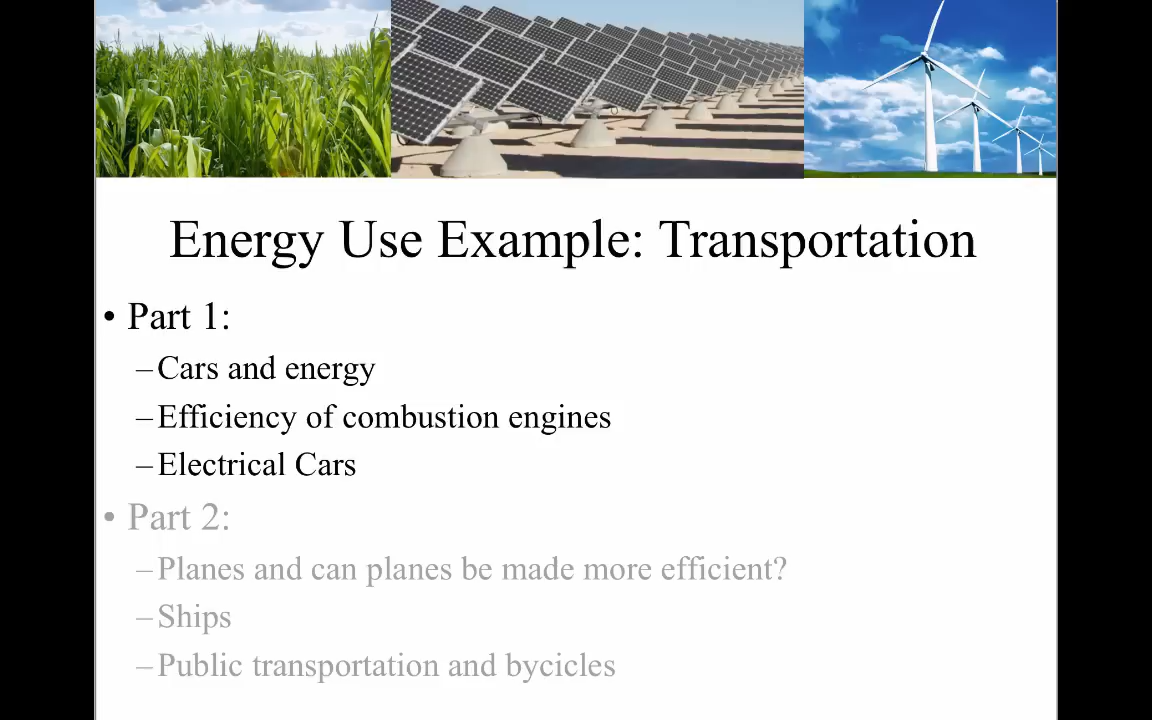 Energy Use Example: Transportation
• Part 1:
–Cars and energy
–Efficiency of combustion engines
–Electrical Cars
• Part 2:
–Planes and can planes be made more efficient?
–Ships
–Public transportation and bycicles